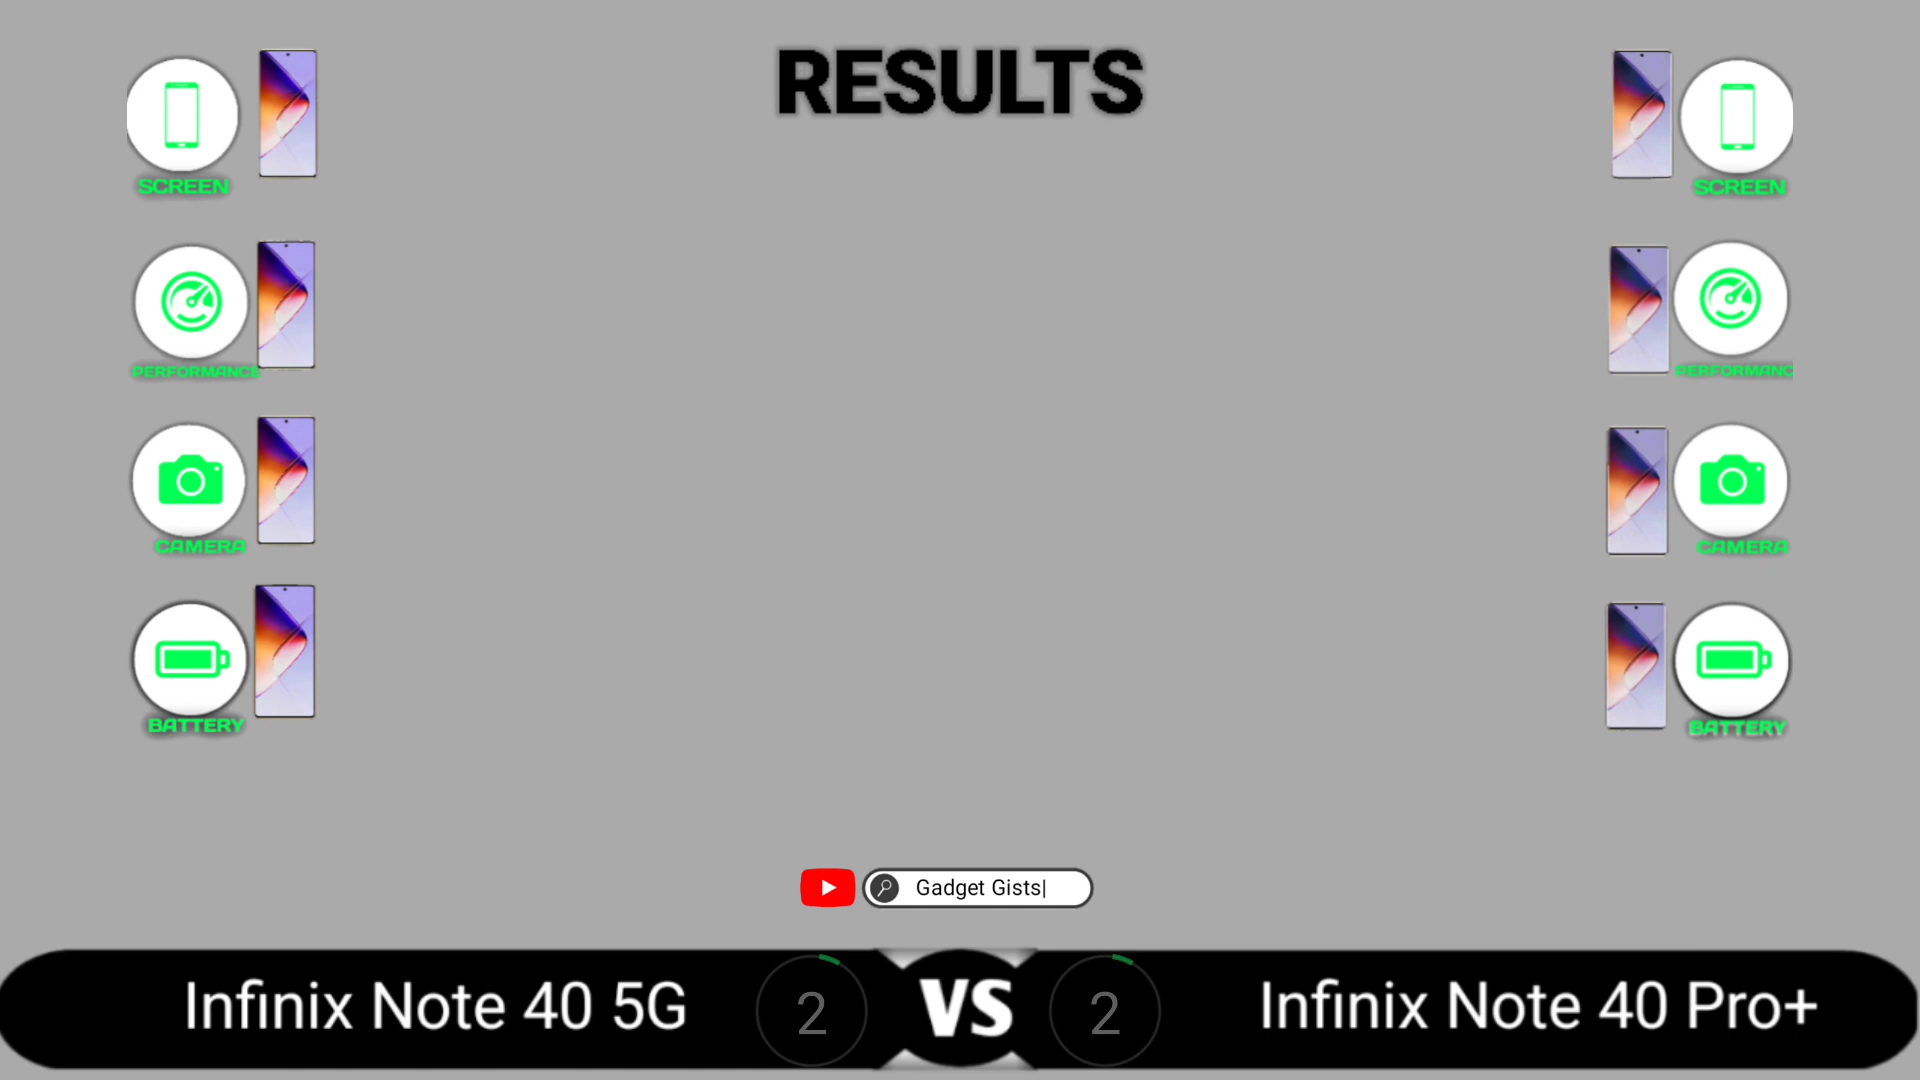 RESULTS
SCREEN
SCREEN
PERFORMANCE
PERFORMANC
CAMERA
CAMERA
BATTERY
BATTERY
Gadget Gists|
Infinix Note 40 5G 2 VS 2 Infinix Note 40 Pro+